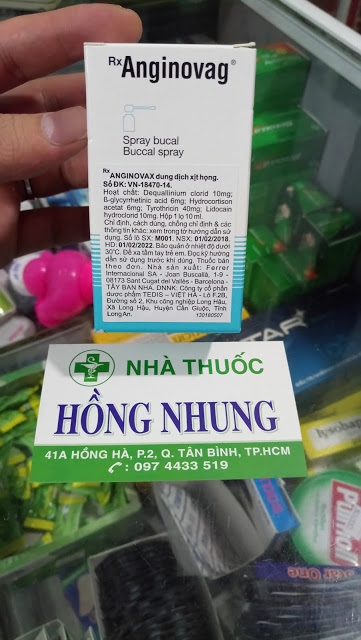 Rx Anginovag®
Spray bucal
Buccal spray
Rx ANGINOVAX dung dịch xịt họng.
Số ĐK: VN-18470-14.
Hoạt chất: Dequallinium clorid 10mg;
ß-glycyrrhetinic acid 6mg; Hydrocortison
acetat 6mg; Tyrothricin 40mg; Lidocain
hydroclorid 10mg. Hộp 1 lọ 10 ml.
Chỉ định, cách dùng, chống chỉ định & các
thông tin khác: xem trong tờ hướng dẫn sử
dụng. Số lô SX: M001. NSX: 01/02/2018.
HD: 01/02/2022. Bảo quản ở nhiệt độ dưới
30°C. Để xa tầm tay trẻ em. Đọc kỹ hướng
dẫn sử dụng trước khi dùng. Thuốc bán
theo đơn. Nhà sản xuất: Ferrer
Internacional SA - Joan Buscallà, 1-9 -
08173 Sant Cugat del Vallés - Barcelona -
TÂY BAN NHA. DNNK: Công ty cổ phần
dược phẩm TEDIS – VIỆT HÀ - Lô F.2B,
Đường số 2, Khu công nghiệp Long Hậu,
Xã Long Hậu, Huyện Cần Giuộc, Tỉnh
Long An.
130180507
NHÀ THUỐC
HỒNG NHUNG
41A HỒNG HÀ, P.2, Q. TÂN BÌNH, TP.HCM
: 097 4433 519
STAR